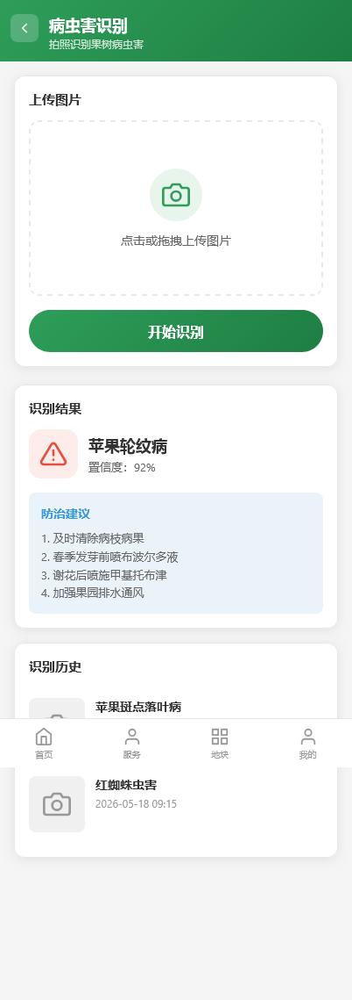 病虫害识别
拍照识别果树病虫害
上传图片
点击或拖拽上传图片
开始识别
识别结果
苹果轮纹病
置信度：92%
防治建议
1. 及时清除病枝病果
2. 春季发芽前喷布波尔多液
3. 谢花后喷施甲基托布津
4. 加强果园排水通风
识别历史
苹果斑点落叶病
首页
服务
地块
我的
红蜘蛛虫害
2026-05-18 09:15